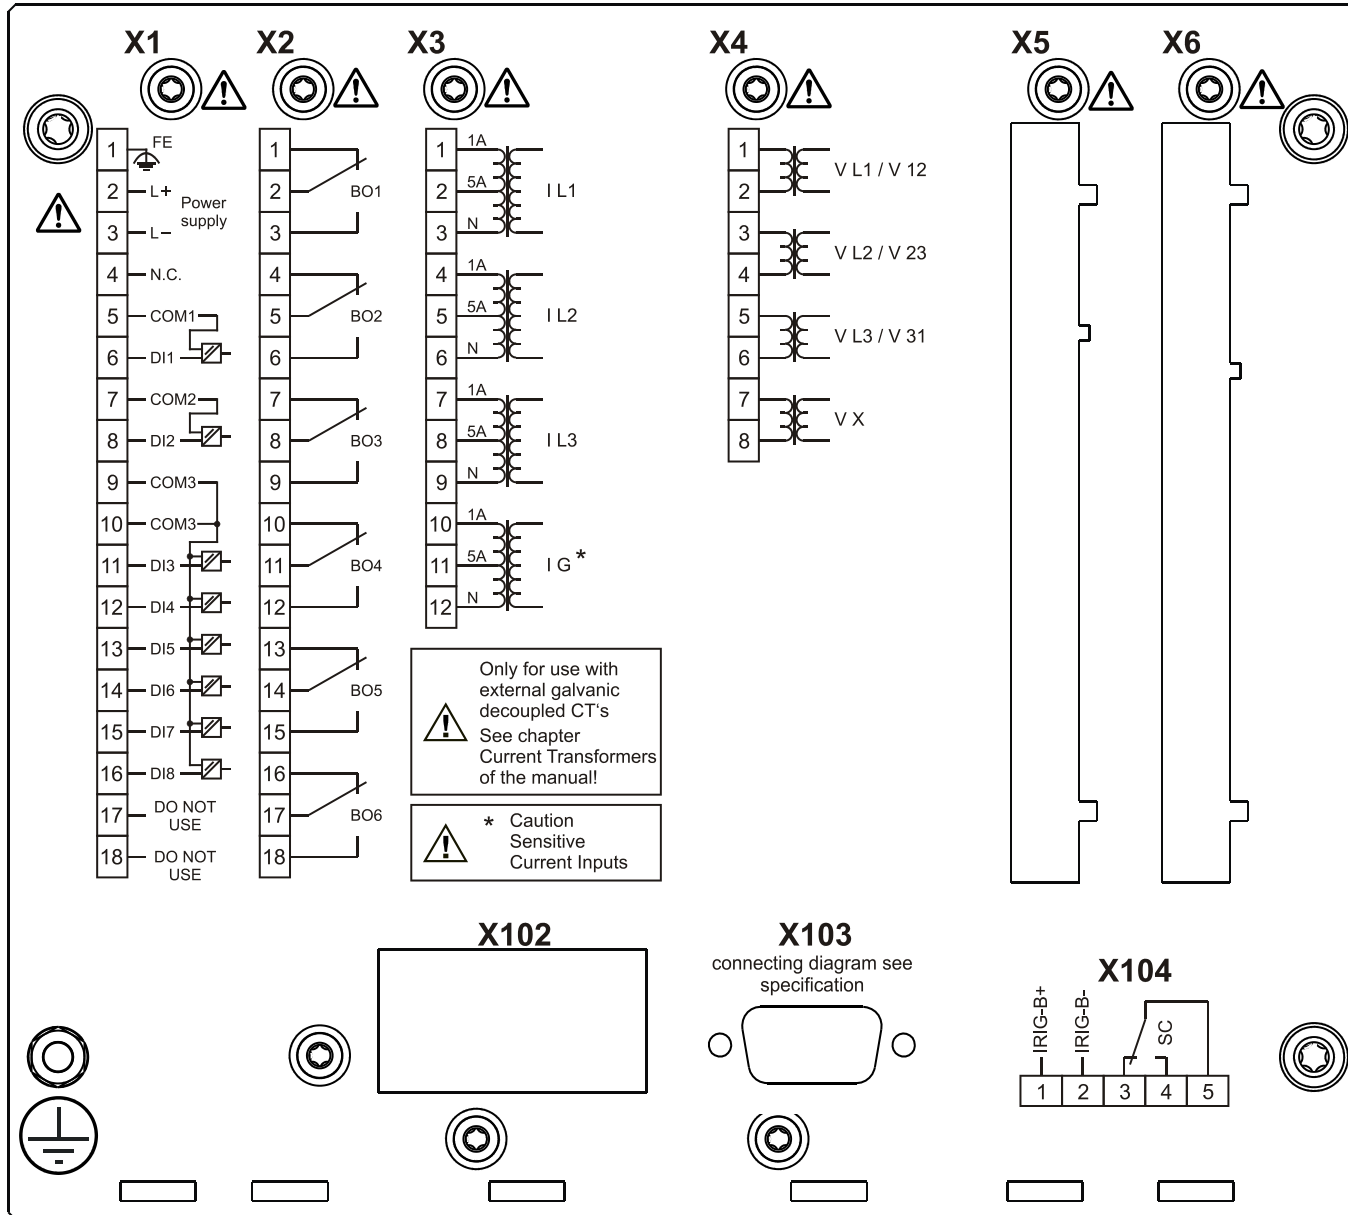 X1
X2
X3
X4
X5
X6
1
FE
2
L+
3
L–
Power
supply
4
N.C.
5
COM1
6
DI1
7
COM2
8
DI2
9
COM3
10
COM3
11
DI3
12
DI4
13
DI5
14
DI6
15
DI7
16
DI8
17
DO NOT
USE
18
DO NOT
USE
1
2
BO1
3
4
5
BO2
6
7
8
BO3
9
10
11
BO4
12
13
14
BO5
15
16
17
BO6
18
1
1A
2
5A
I L1
3
N
4
1A
5
5A
I L2
6
N
7
1A
8
5A
I L3
9
N
10
1A
11
5A
I G *
12
N
Only for use with
external galvanic
decoupled CT‘s
See chapter
Current Transformers
of the manual!
* Caution
Sensitive
Current Inputs
1
2
V L1 / V 12
3
4
V L2 / V 23
5
6
V L3 / V 31
7
8
V X
X102
X103
connecting diagram see
specification
X104
IRIG-B+
IRIG-B-
SC
1 2 3 4 5